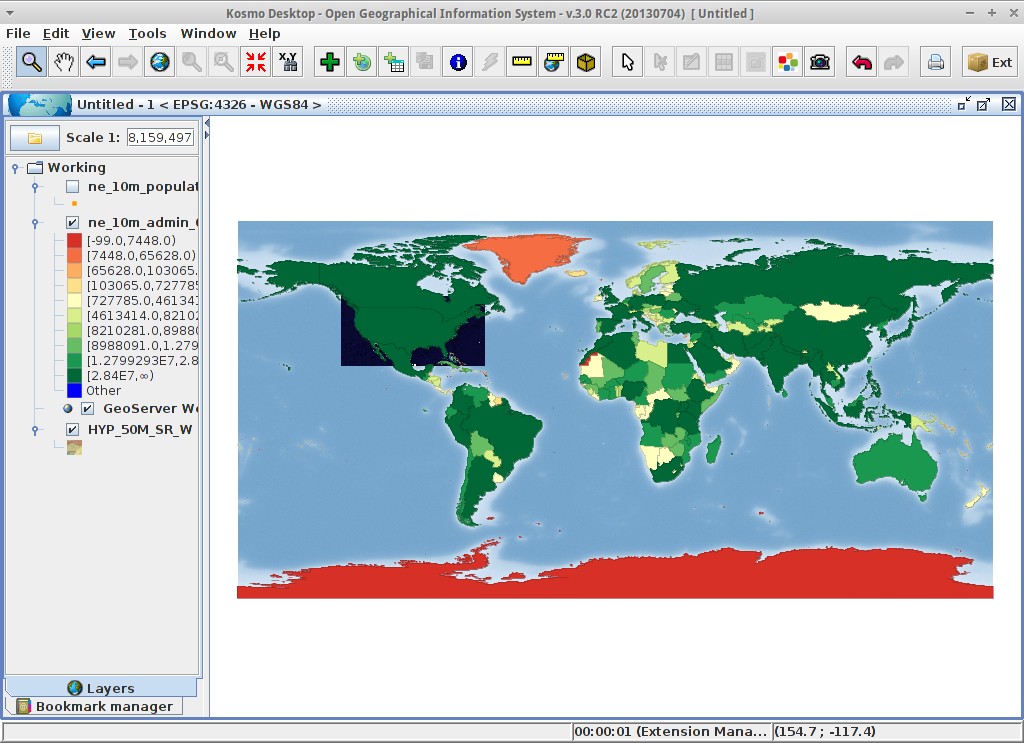 Kosmo Desktop - Open Geographical Information System - v.3.0 RC2 (20130704) [ Untitled ]
File Edit View Tools Window Help
X,Y
Ext
Untitled - 1 < EPSG:4326 - WGS84 >
Scale 1: 8,159,497
Working
ne_10m_populat
ne_10m_admin_
[-99.0,7448.0)
[7448.0,65628.0)
[65628.0,103065.
[103065.0,727785
[727785.0,46134
[4613414.0,8210
[8210281.0,8988
[8988091.0,1.279
[1.2799293E7,2.8
[2.84E7,∞)
Other
GeoServer W
HYP_50M_SR_W
Layers
Bookmark manager
00:00:01 (Extension Mana...
(154.7 ; -117.4)